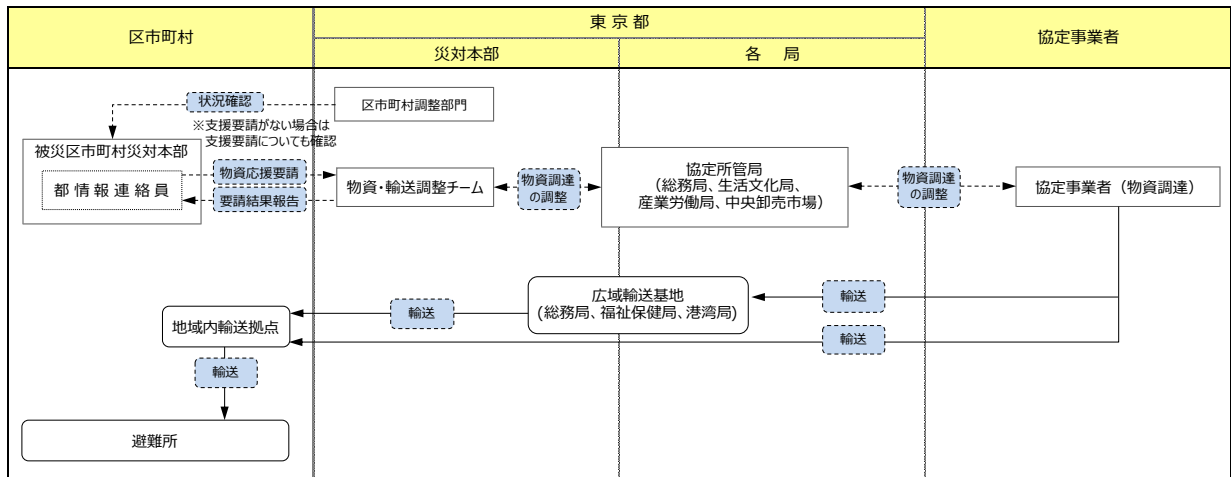 区市町村
東京都
災対本部
各局
協定事業者
状況確認
区市町村調整部門
※支援要請がない場合は
支援要請についても確認
被災区市町村災対本部
都情報連絡員
物資応援要請
要請結果報告
物資・輸送調整チーム
物資調達
の調整
協定所管局
(総務局、生活文化局、
産業労働局、中央卸売市場)
物資調達
の調整
協定事業者(物資調達)
広域輸送基地
(総務局、福祉保健局、港湾局)
輸送
輸送
地域内輸送拠点
輸送
輸送
避難所